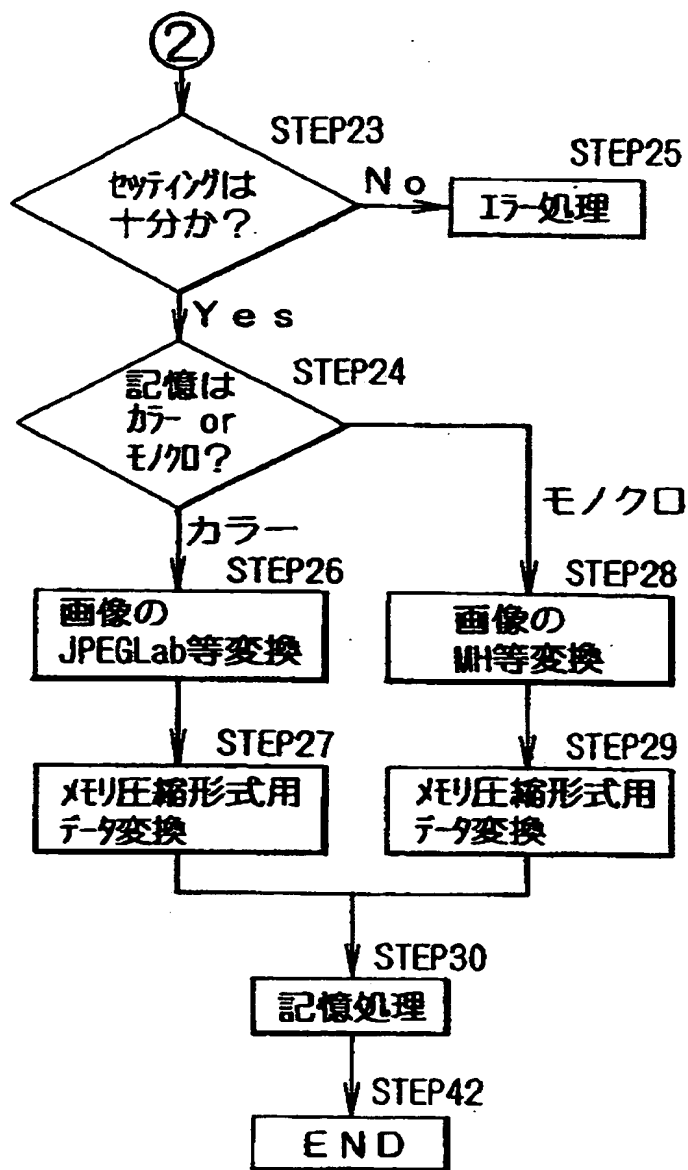 ②
STEP23
セッティングは
十分か？
No
STEP25
エラー処理
Yes
STEP24
記憶は
カラー or
モノクロ？
カラー
モノクロ
STEP26
画像の
JPEGLab等変換
STEP28
画像の
MH等変換
STEP27
メモリ圧縮形式用
データ変換
STEP29
メモリ圧縮形式用
データ変換
STEP30
記憶処理
STEP42
END